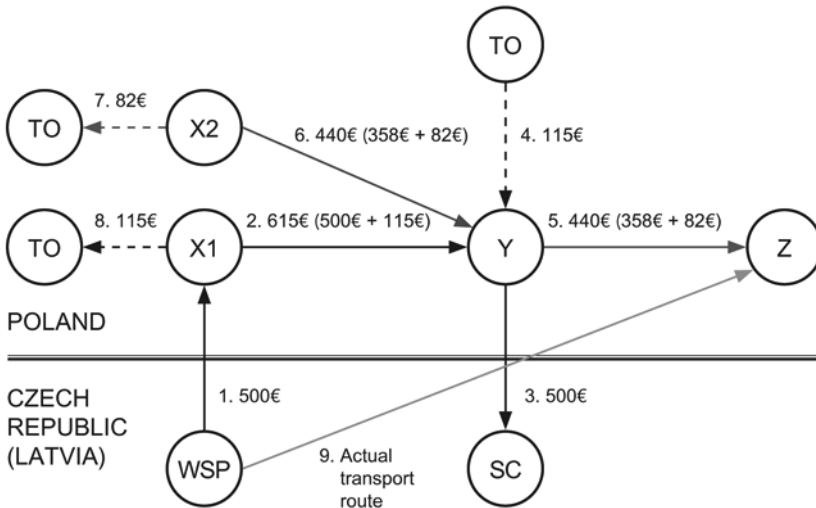 TO
7. 82€
TO
X2
6. 440€ (358€ + 82€)
4. 115€
8. 115€
2. 615€ (500€ + 115€)
5. 440€ (358€ + 82€)
TO
X1
Y
Z
POLAND
CZECH
REPUBLIC
(LATVIA)
1. 500€
3. 500€
WSP
9. Actual
transport
route
SC